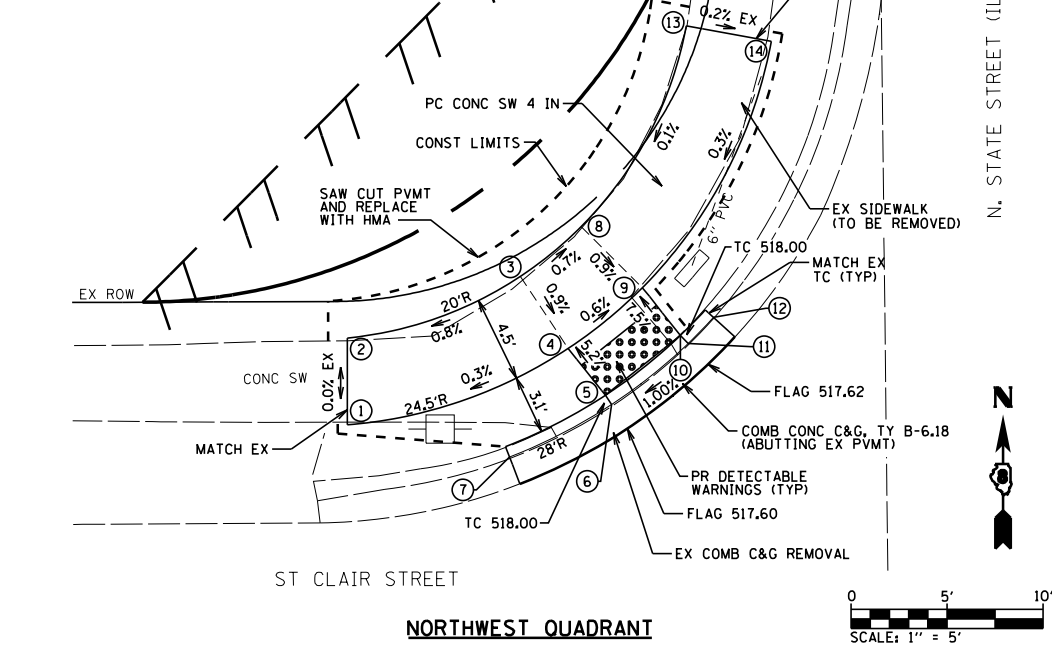 0.2% EX
13
14
N. STATE STREET (IL
PC CONC SW 4 IN
0.1%
0.3%
CONST LIMITS
SAW CUT PVMT
AND REPLACE
WITH HMA
6" PVC
EX SIDEWALK
(TO BE REMOVED)
8
TC 518.00
MATCH EX
TC (TYP)
3
0.7%
0.9%
9
EX ROW
20'R
0.9%
0.6%
7.5'
12
0.8%
4.5'
2
4
5.2%
11
CONC SW
0.0% EX
0.3%
10
5
1.00%
FLAG 517.62
N
1
24.5'R
3.1'
COMB CONC C&G, TY B-6.18
(ABUTTING EX PVMT)
MATCH EX
28'R
7
6
PR DETECTABLE
WARNINGS (TYP)
TC 518.00
FLAG 517.60
EX COMB C&G REMOVAL
ST CLAIR STREET
0 5' 10'
SCALE: 1" = 5'
NORTHWEST QUADRANT